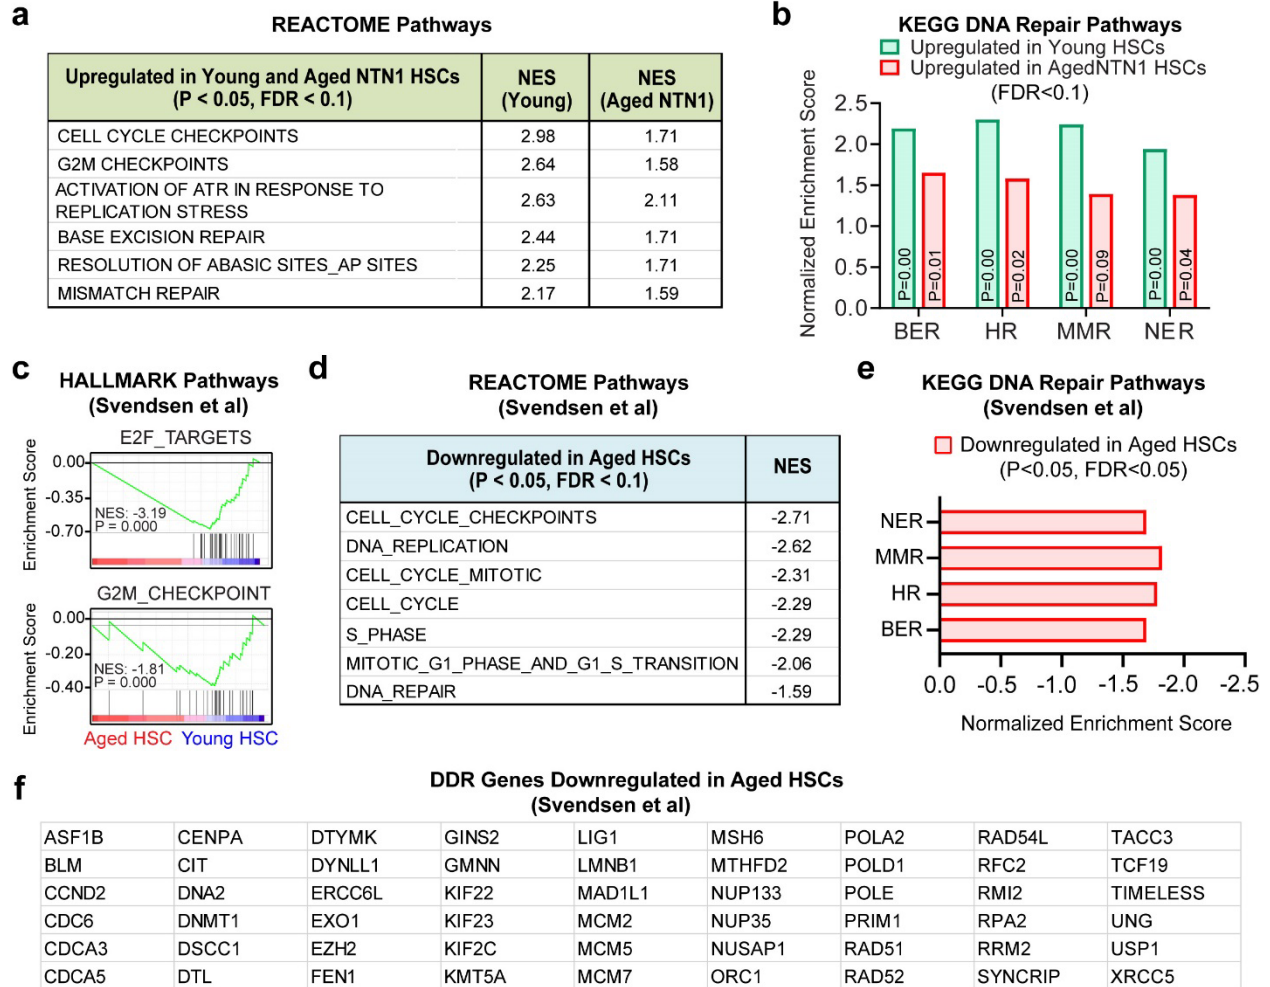 a
REACTOME Pathways
Upregulated in Young and Aged NTN1 HSCs
(P < 0.05, FDR < 0.1)
NES
(Young)
NES
(Aged NTN1)
CELL CYCLE CHECKPOINTS 2.98 1.71
G2M CHECKPOINTS 2.64 1.58
ACTIVATION OF ATR IN RESPONSE TO
REPLICATION STRESS 2.63 2.11
BASE EXCISION REPAIR 2.44 1.71
RESOLUTION OF ABASIC SITES_AP SITES 2.25 1.71
MISMATCH REPAIR 2.17 1.59
b
KEGG DNA Repair Pathways
Upregulated in Young HSCs
Upregulated in AgedNTN1 HSCs
(FDR<0.1)
Normalized Enrichment Score
2.5
2.0
1.5
1.0
0.5
0.0
P=0.00
P=0.01
P=0.00
P=0.02
P=0.00
P=0.09
P=0.00
P=0.04
BER HR MMR NER
c
HALLMARK Pathways
(Svendsen et al)
E2F_TARGETS
Enrichment Score
0.00
-0.35
-0.70
NES: -3.19
P = 0.000
G2M_CHECKPOINT
Enrichment Score
0.00
-0.20
-0.40
NES: -1.81
P = 0.000
Aged HSC Young HSC
d
REACTOME Pathways
(Svendsen et al)
Downregulated in Aged HSCs
(P < 0.05, FDR < 0.1)
NES
CELL_CYCLE_CHECKPOINTS -2.71
DNA_REPLICATION -2.62
CELL_CYCLE_MITOTIC -2.31
CELL_CYCLE -2.29
S_PHASE -2.29
MITOTIC_G1_PHASE_AND_G1_S_TRANSITION -2.06
DNA_REPAIR -1.59
e
KEGG DNA Repair Pathways
(Svendsen et al)
Downregulated in Aged HSCs
(P<0.05, FDR<0.05)
NER
MMR
HR
BER
0.0 -0.5 -1.0 -1.5 -2.0 -2.5
Normalized Enrichment Score
f
DDR Genes Downregulated in Aged HSCs
(Svendsen et al)
ASF1B CENPA DTYMK GINS2 LIG1 MSH6 POLA2 RAD54L TACC3
BLM CIT DYNLL1 GMNN LMNB1 MTHFD2 POLD1 RFC2 TCF19
CCND2 DNA2 ERCC6L KIF22 MAD1L1 NUP133 POLE RMI2 TIMELESS
CDC6 DNMT1 EXO1 KIF23 MCM2 NUP35 PRIM1 RPA2 UNG
CDCA3 DSCC1 EZH2 KIF2C MCM5 NUSAP1 RAD51 RRM2 USP1
CDCA5 DTL FEN1 KMT5A MCM7 ORC1 RAD52 SYNCRIP XRCC5